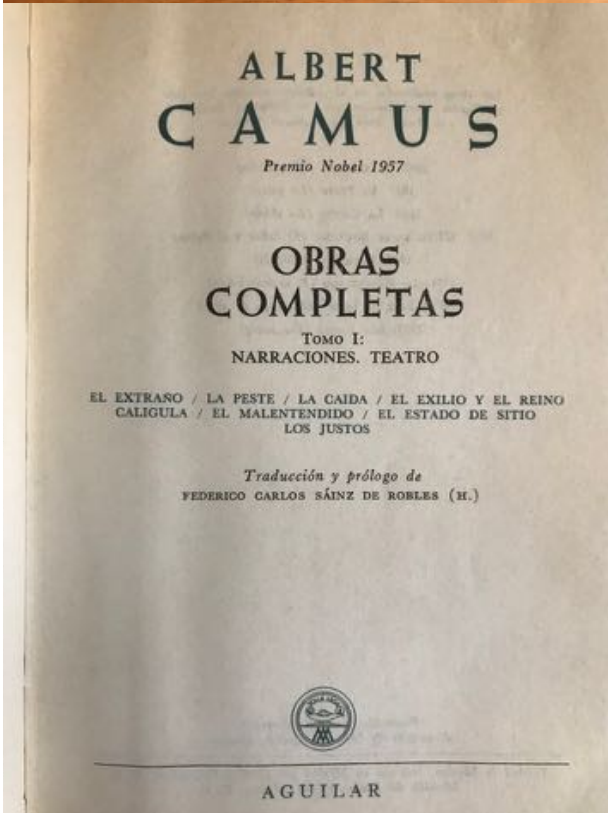 ALBERT
CAMUS
Premio Nobel 1957
OBRAS
COMPLETAS
TOMO I:
NARRACIONES. TEATRO
EL EXTRAÑO / LA PESTE / LA CAIDA / EL EXILIO Y EL REINO
CALIGULA / EL MALENTENDIDO / EL ESTADO DE SITIO
LOS JUSTOS
Traducción y prólogo de
FEDERICO CARLOS SÁINZ DE ROBLES (H.)
AGUILAR